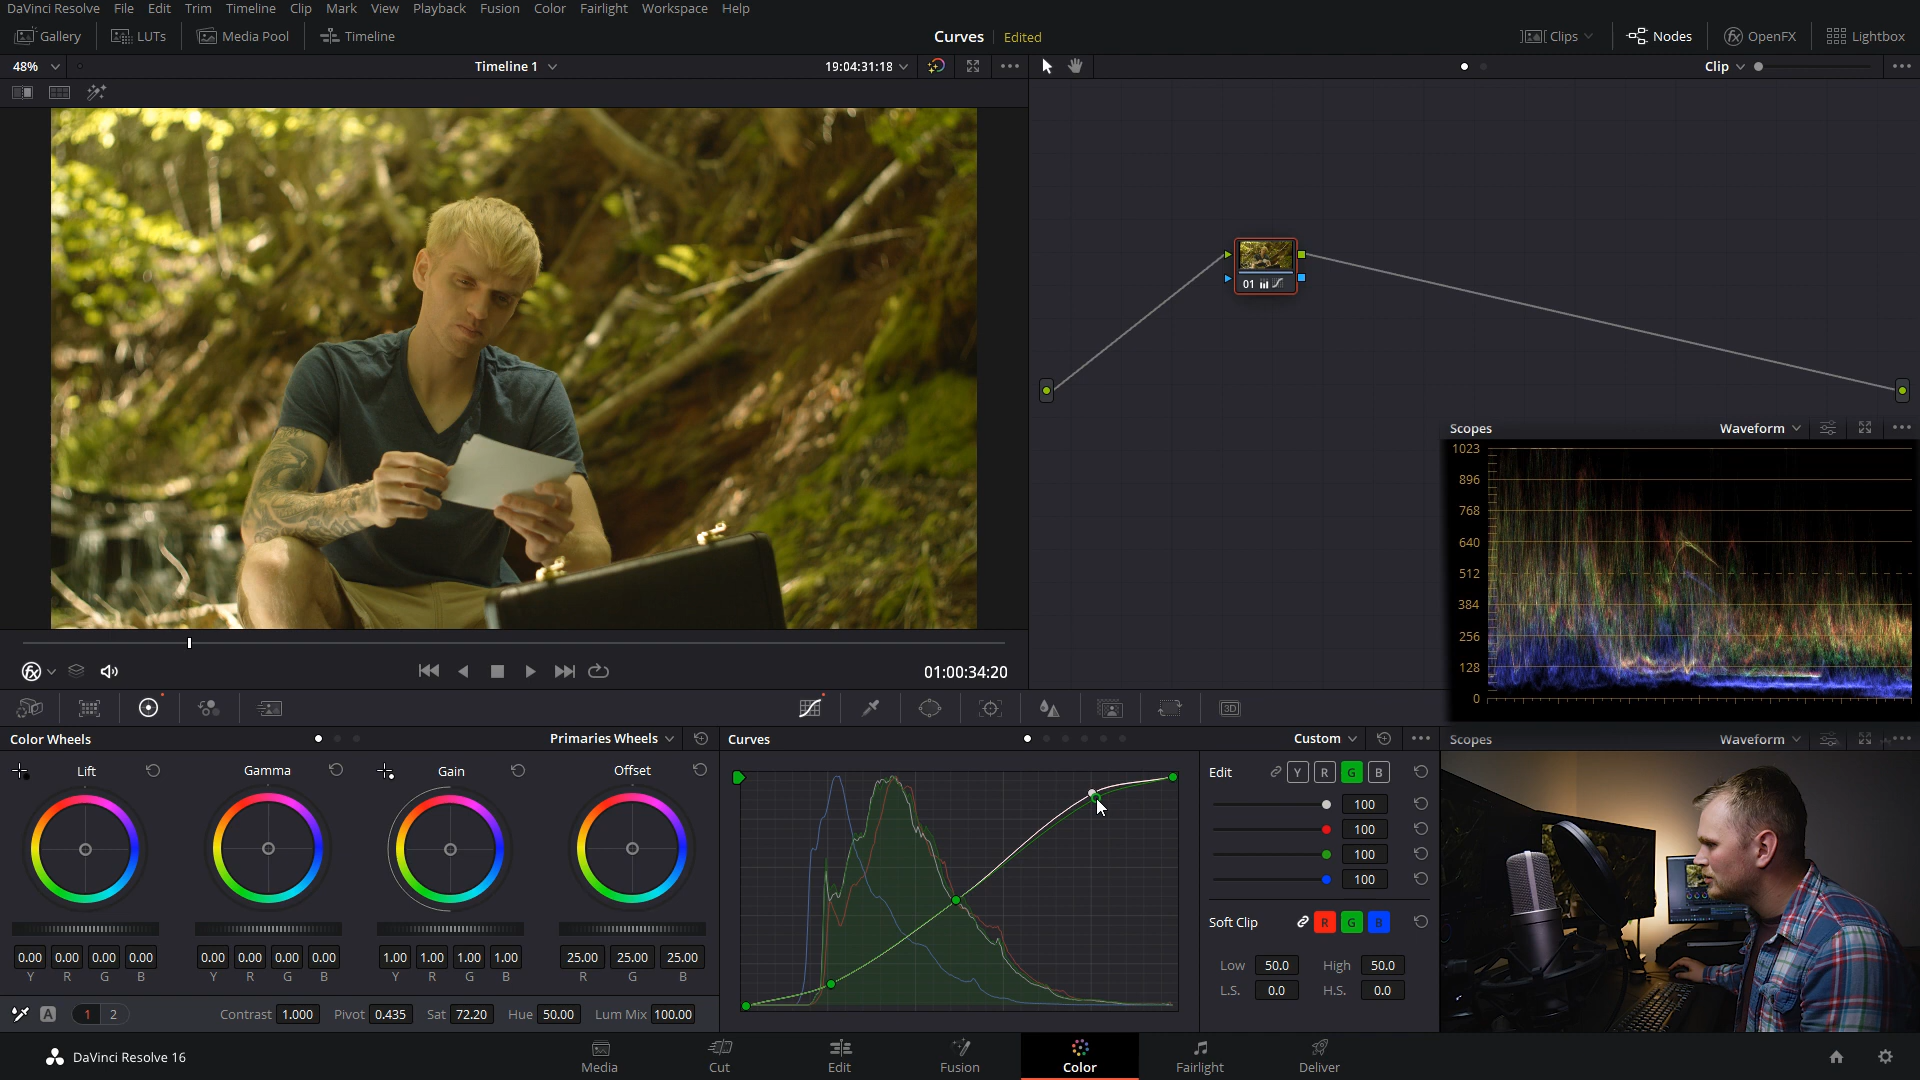 DaVinci Resolve File Edit Trim Timeline Clip Mark View Playback Fusion Color Fairlight Workspace Help
Gallery LUTs Media Pool Timeline Curves Edited Clips Nodes OpenFX Lightbox
48% Timeline 1 19:04:31:18 Clip
01
Scopes Waveform
1023
896
768
640
512
384
256
128
0
01:00:34:20
3D
Color Wheels Primaries Wheels Curves Custom Scopes Waveform
Lift Gamma Gain Offset
Edit Y R G B
100
100
100
100
Soft Clip R G B
0.00 0.00 0.00 0.00 0.00 0.00 0.00 0.00 1.00 1.00 1.00 1.00 25.00 25.00 25.00
Y R G B Y R G B Y R G B R G B
Low 50.0 High 50.0
L.S. 0.0 H.S. 0.0
A 1 2 Contrast 1.000 Pivot 0.435 Sat 72.20 Hue 50.00 Lum Mix 100.00
DaVinci Resolve 16 Media Cut Edit Fusion Color Fairlight Deliver